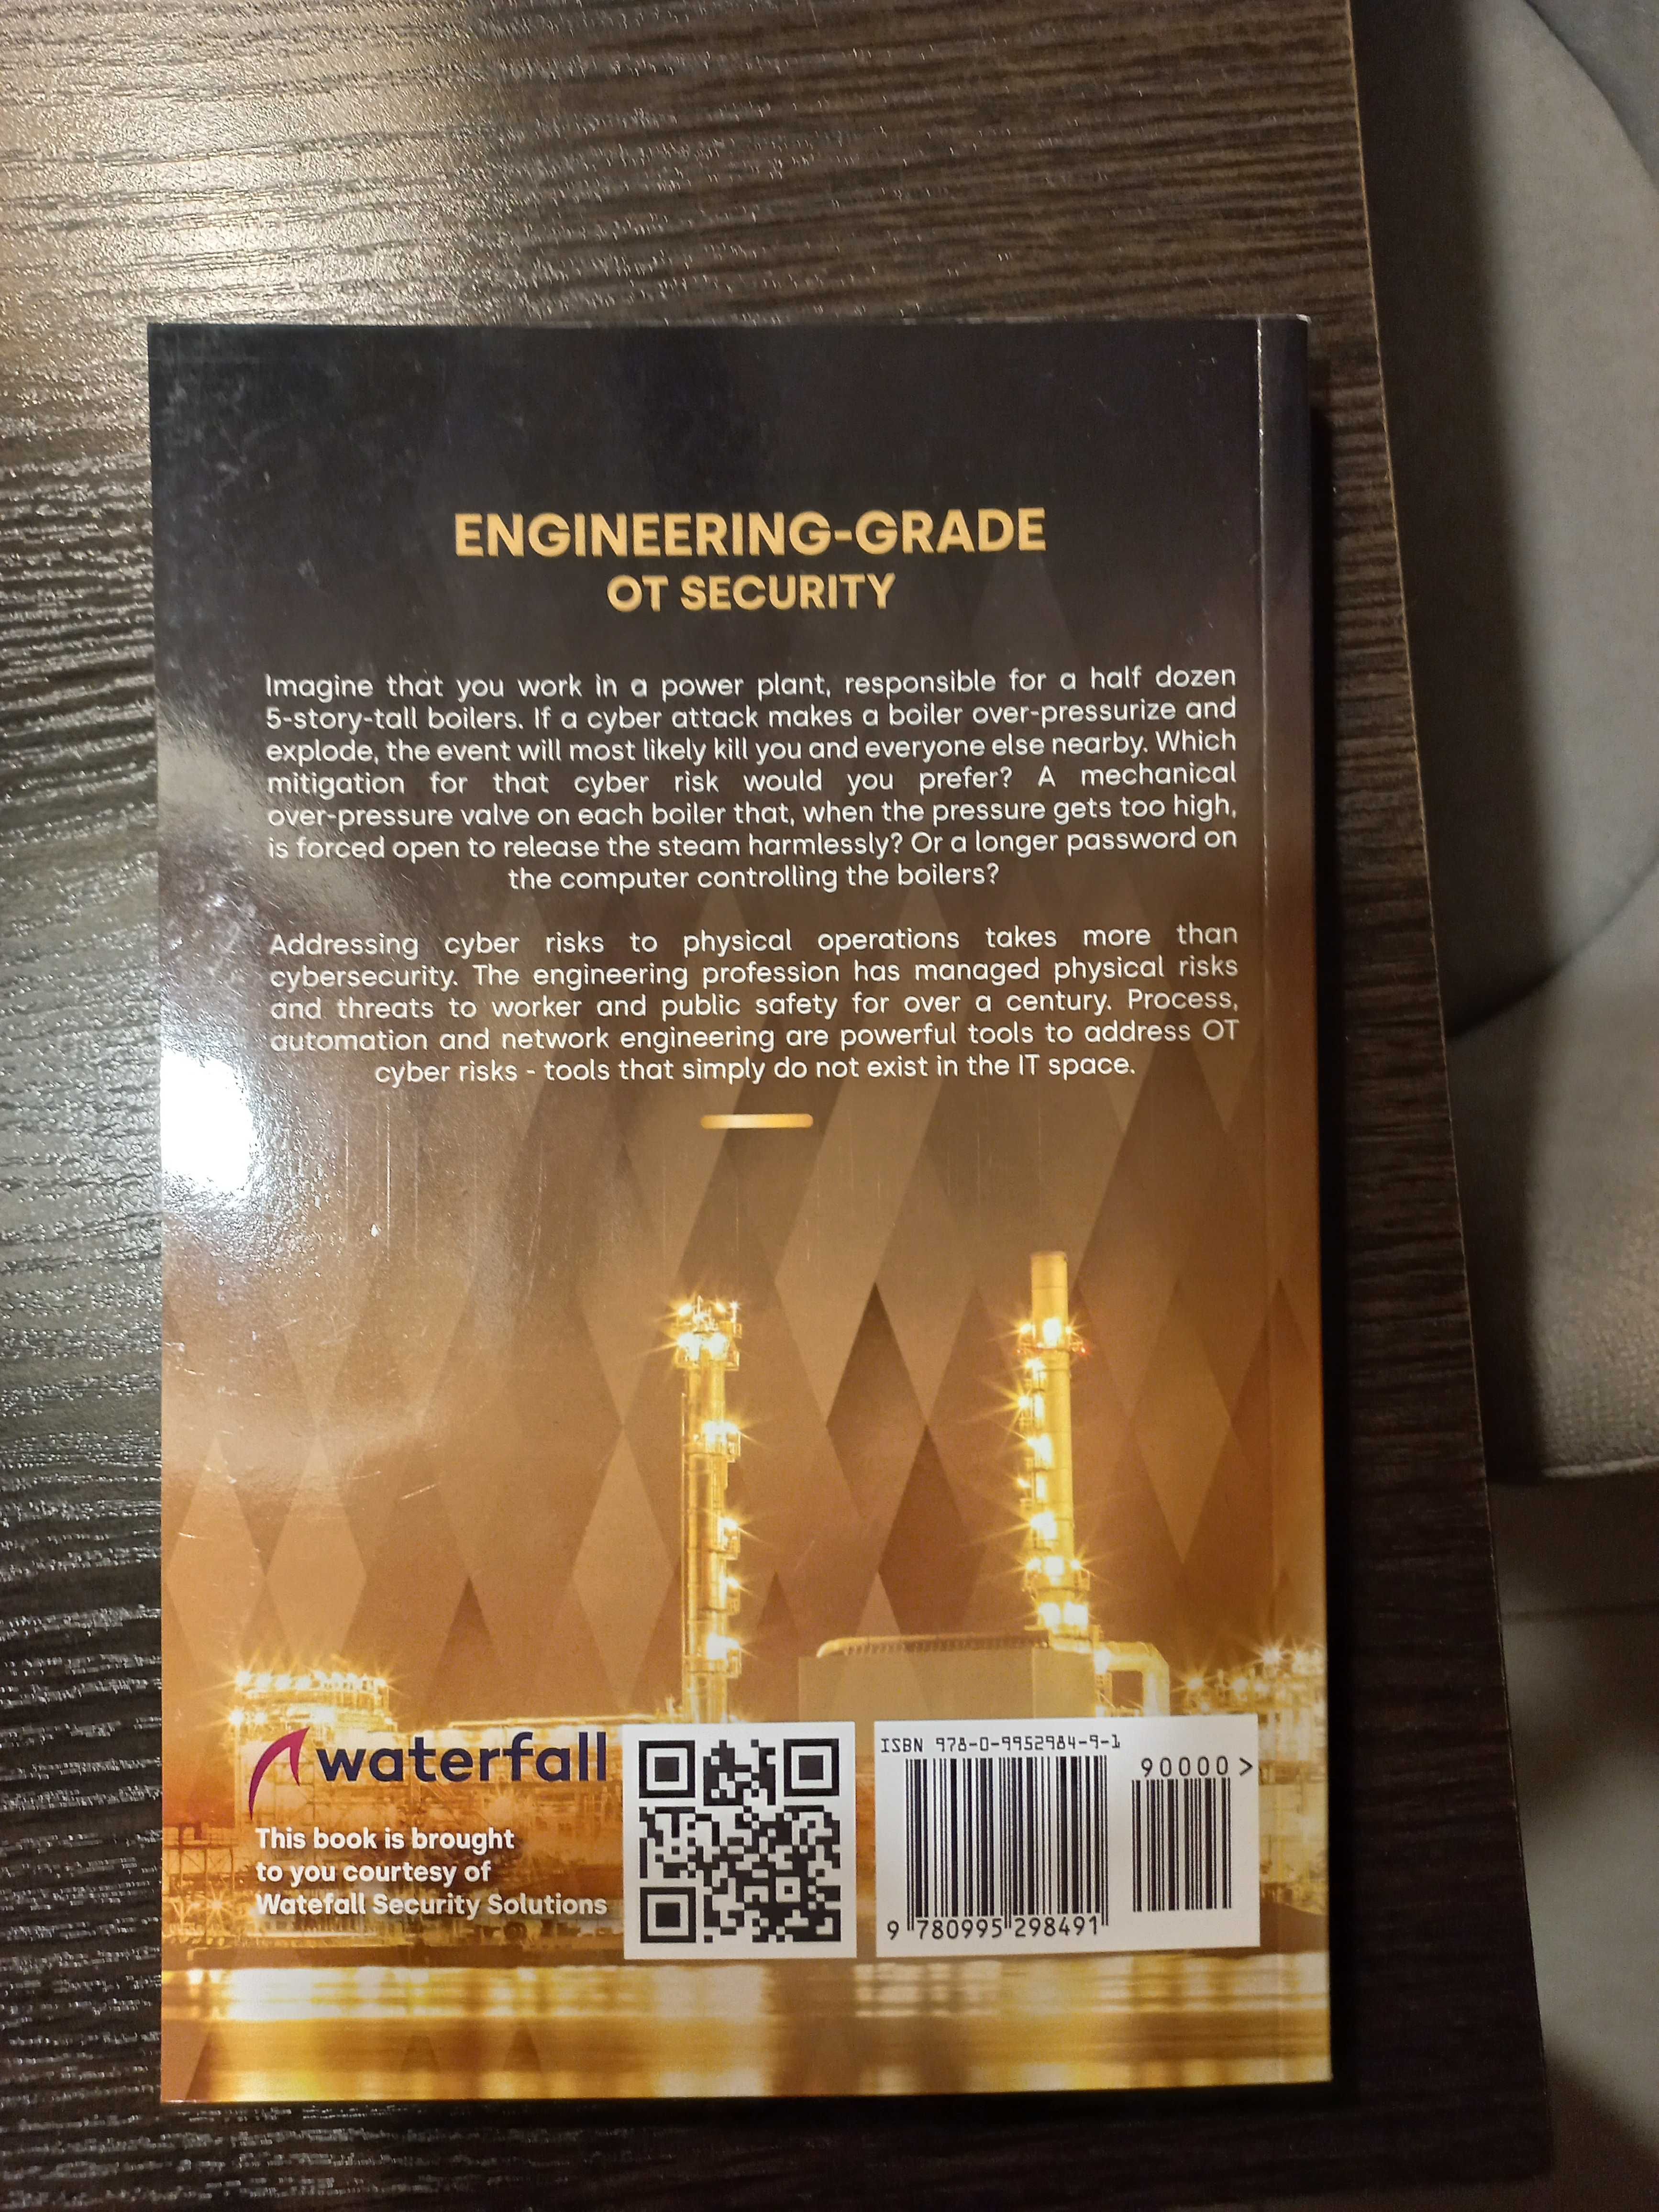 ENGINEERING-GRADE
OT SECURITY
Imagine that you work in a power plant, responsible for a half dozen
5-story-tall boilers. If a cyber attack makes a boiler over-pressurize and
explode, the event will most likely kill you and everyone else nearby. Which
mitigation for that cyber risk would you prefer? A mechanical
over-pressure valve on each boiler that, when the pressure gets too high,
is forced open to release the steam harmlessly? Or a longer password on
the computer controlling the boilers?
Addressing cyber risks to physical operations takes more than
cybersecurity. The engineering profession has managed physical risks
and threats to worker and public safety for over a century. Process,
automation and network engineering are powerful tools to address OT
cyber risks - tools that simply do not exist in the IT space.
waterfall
This book is brought
to you courtesy of
Watefall Security Solutions
ISBN 978-0-9952984-9-1
90000>
9 780995 298491